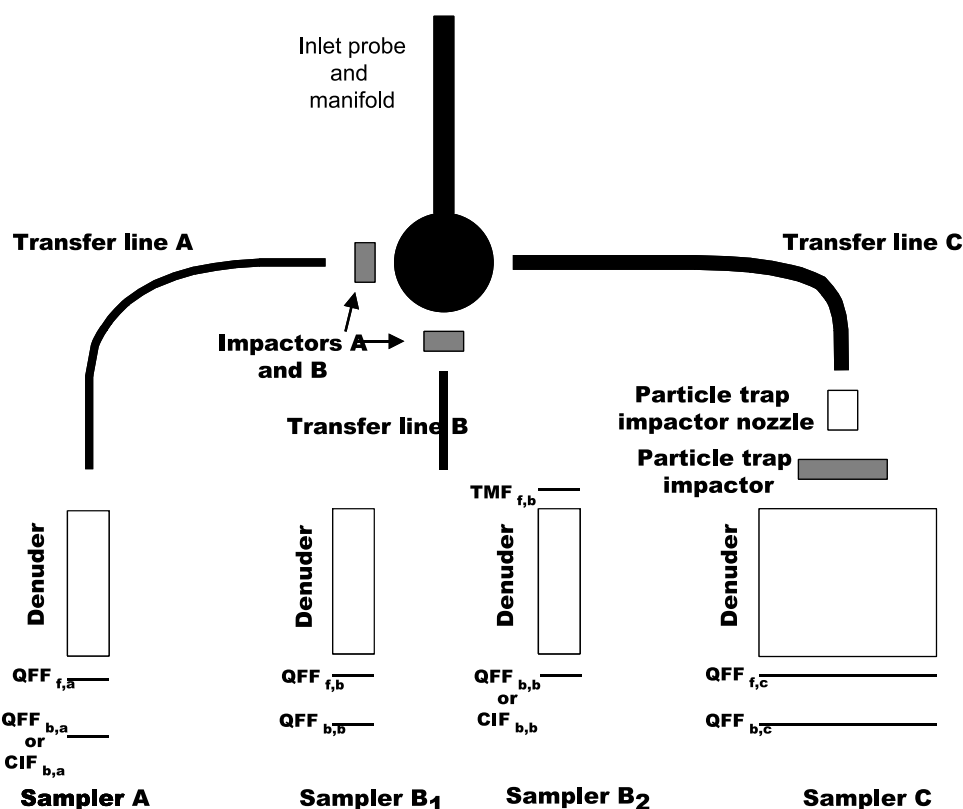 Inlet probe
and
manifold
Transfer line A
Transfer line C
Impactors A
and B
Transfer line B
Particle trap
impactor nozzle
Particle trap
impactor
TMF f,b
Denuder
Denuder
Denuder
Denuder
QFF f,a
QFF f,b
QFF b,b
or
CIF b,b
QFF f,c
QFF b,a
or
CIF b,a
QFF b,b
QFF b,c
Sampler A
Sampler B1
Sampler B2
Sampler C